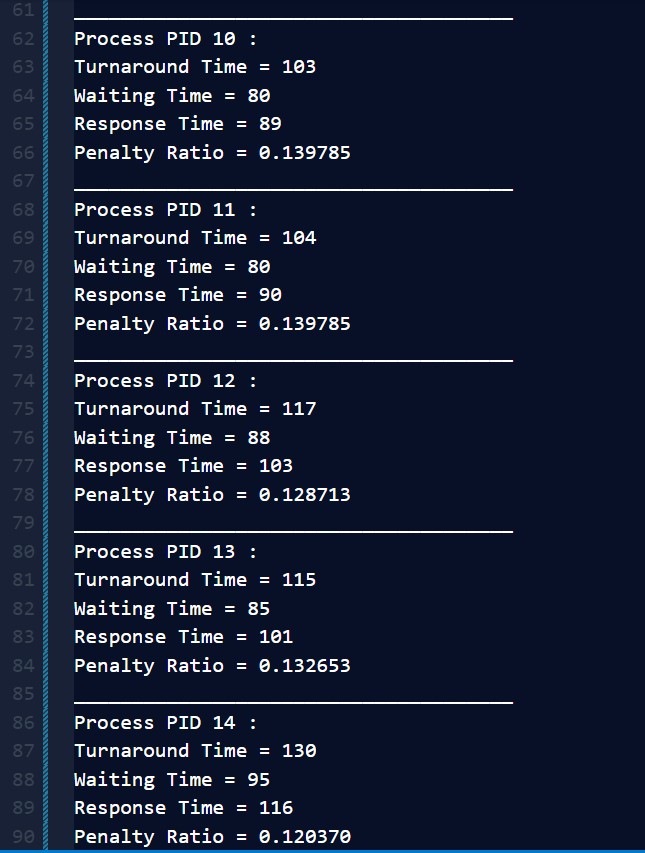 61 ______________________________________
62 Process PID 10 :
63 Turnaround Time = 103
64 Waiting Time = 80
65 Response Time = 89
66 Penalty Ratio = 0.139785
67 ______________________________________
68 Process PID 11 :
69 Turnaround Time = 104
70 Waiting Time = 80
71 Response Time = 90
72 Penalty Ratio = 0.139785
73 ______________________________________
74 Process PID 12 :
75 Turnaround Time = 117
76 Waiting Time = 88
77 Response Time = 103
78 Penalty Ratio = 0.128713
79 ______________________________________
80 Process PID 13 :
81 Turnaround Time = 115
82 Waiting Time = 85
83 Response Time = 101
84 Penalty Ratio = 0.132653
85 ______________________________________
86 Process PID 14 :
87 Turnaround Time = 130
88 Waiting Time = 95
89 Response Time = 116
90 Penalty Ratio = 0.120370